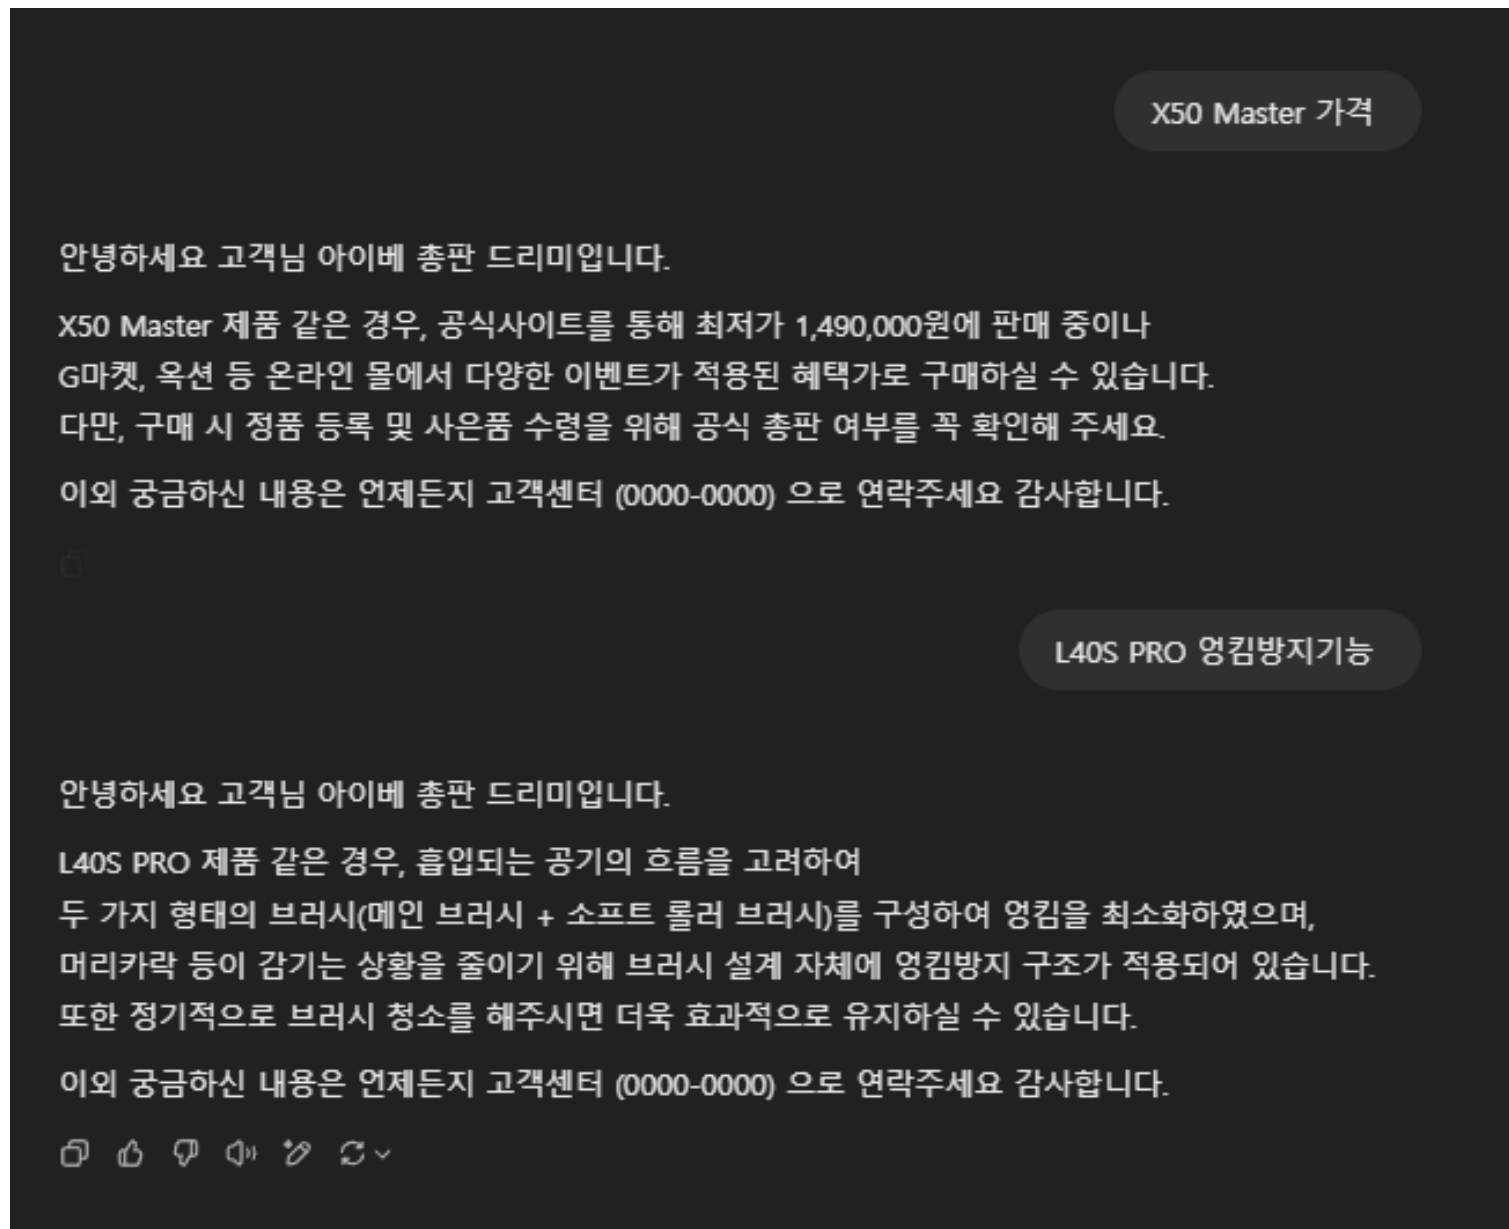 X50 Master 가격
안녕하세요 고객님 아이베 총판 드리미입니다.
X50 Master 제품 같은 경우, 공식사이트를 통해 최저가 1,490,000원에 판매 중이나
G마켓, 옥션 등 온라인 몰에서 다양한 이벤트가 적용된 혜택가로 구매하실 수 있습니다.
다만, 구매 시 정품 등록 및 사은품 수령을 위해 공식 총판 여부를 꼭 확인해 주세요.
이외 궁금하신 내용은 언제든지 고객센터 (0000-0000) 으로 연락주세요 감사합니다.
L40S PRO 엉킴방지기능
안녕하세요 고객님 아이베 총판 드리미입니다.
L40S PRO 제품 같은 경우, 흡입되는 공기의 흐름을 고려하여
두 가지 형태의 브러시(메인 브러시 + 소프트 롤러 브러시)를 구성하여 엉킴을 최소화하였으며,
머리카락 등이 감기는 상황을 줄이기 위해 브러시 설계 자체에 엉킴방지 구조가 적용되어 있습니다.
또한 정기적으로 브러시 청소를 해주시면 더욱 효과적으로 유지하실 수 있습니다.
이외 궁금하신 내용은 언제든지 고객센터 (0000-0000) 으로 연락주세요 감사합니다.